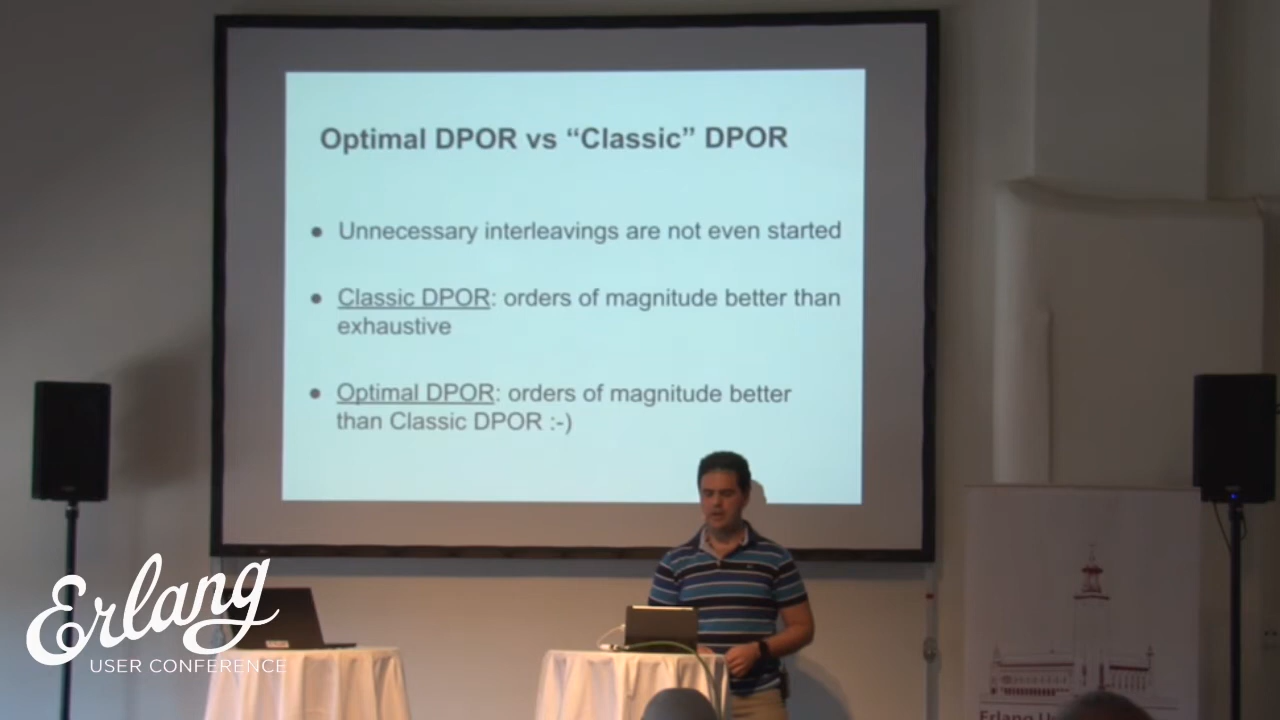 Optimal DPOR vs “Classic” DPOR
● Unnecessary interleavings are not even started
● Classic DPOR: orders of magnitude better than
exhaustive
● Optimal DPOR: orders of magnitude better
than Classic DPOR :-)
Erlang
USER CONFERENCE
Erlang